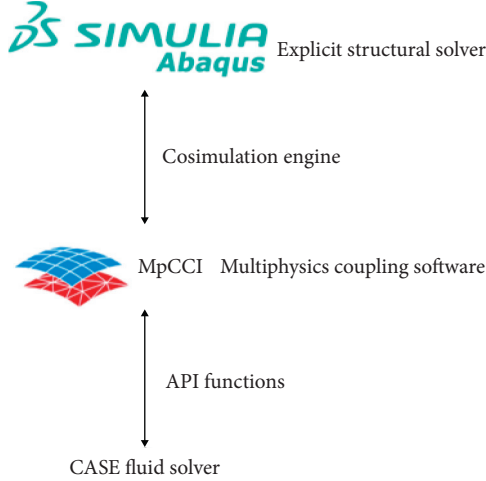 SIMULIA
Abaqus Explicit structural solver
Cosimulation engine
MpCCI Multiphysics coupling software
API functions
CASE fluid solver